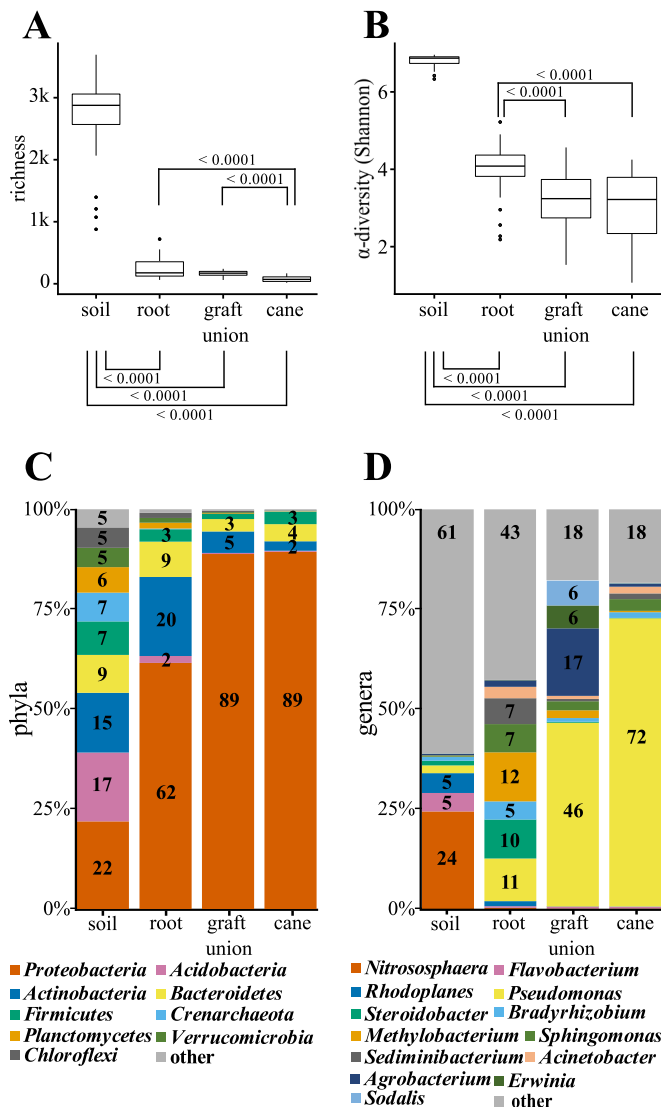 A
richness
3k
2k
1k
0
< 0.0001
< 0.0001
soil root graft cane
union
< 0.0001
< 0.0001
< 0.0001
B
α-diversity (Shannon)
6
4
2
< 0.0001
< 0.0001
soil root graft cane
union
< 0.0001
< 0.0001
< 0.0001
C
phyla
100%
75%
50%
25%
0%
5
5
5
6
7
7
9
15
17
22
3
9
20
2
62
3
5
89
3
4
2
89
soil root graft cane
union
Proteobacteria Acidobacteria
Actinobacteria Bacteroidetes
Firmicutes Crenarchaeota
Planctomycetes Verrucomicrobia
Chloroflexi other
D
genera
100%
75%
50%
25%
0%
61
5
5
24
43
7
7
12
5
10
11
18
6
6
17
46
18
72
soil root graft cane
union
Nitrososphaera Flavobacterium
Rhodoplanes Pseudomonas
Steroidobacter Bradyrhizobium
Methylobacterium Sphingomonas
Sediminibacterium Acinetobacter
Agrobacterium Erwinia
Sodalis other